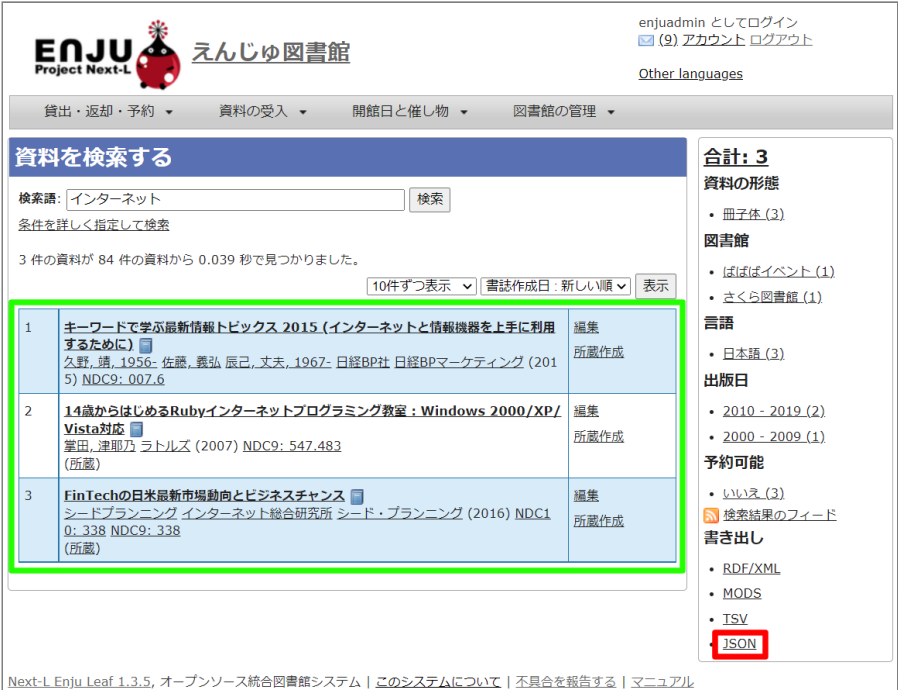 ENJU
Project Next-L
えんじゅ図書館
enjuadmin としてログイン
(9) アカウント ログアウト
Other languages
貸出・返却・予約 ▼ 資料の受入 ▼ 開館日と催し物 ▼ 図書館の管理 ▼
資料を検索する
検索語: インターネット 検索
条件を詳しく指定して検索
3 件の資料が 84 件の資料から 0.039 秒で見つかりました。
10件ずつ表示 書誌作成日 : 新しい順 表示
1
キーワードで学ぶ最新情報トピックス 2015 (インターネットと情報機器を上手に利用
するために)
久野, 靖, 1956- 佐藤, 義弘 辰己, 丈夫, 1967- 日経BP社 日経BPマーケティング (201
5) NDC9: 007.6
編集
所蔵作成
2
14歳からはじめるRubyインターネットプログラミング教室 : Windows 2000/XP/
Vista対応
掌田, 津耶乃 ラトルズ (2007) NDC9: 547.483
(所蔵)
編集
所蔵作成
3
FinTechの日米最新市場動向とビジネスチャンス
シードプランニング インターネット総合研究所 シード・プランニング (2016) NDC1
0: 338 NDC9: 338
(所蔵)
編集
所蔵作成
合計: 3
資料の形態
• 冊子体 (3)
図書館
• ぱぱぱイベント (1)
• さくら図書館 (1)
言語
• 日本語 (3)
出版日
• 2010 - 2019 (2)
• 2000 - 2009 (1)
予約可能
• いいえ (3)
検索結果のフィード
書き出し
• RDF/XML
• MODS
• TSV
• JSON
Next-L Enju Leaf 1.3.5, オープンソース統合図書館システム | このシステムについて | 不具合を報告する | マニュアル